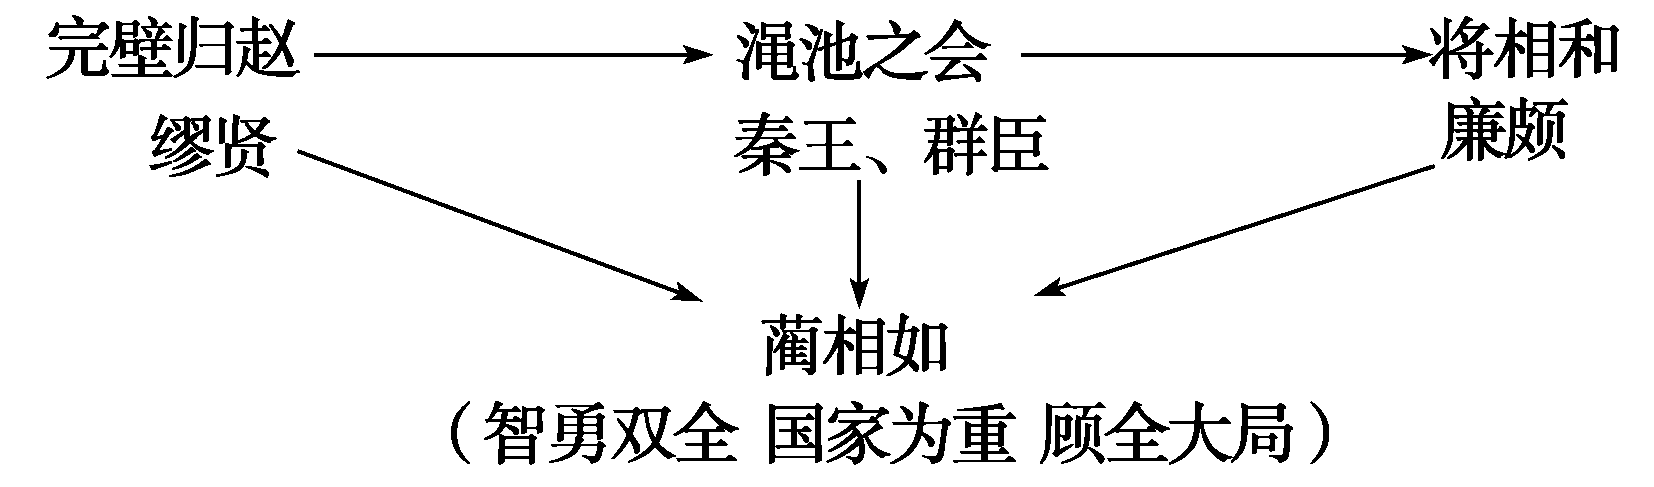 完璧归赵 渑池之会 将相和
缪贤 秦王、群臣 廉颇
蔺相如
（智勇双全 国家为重 顾全大局）